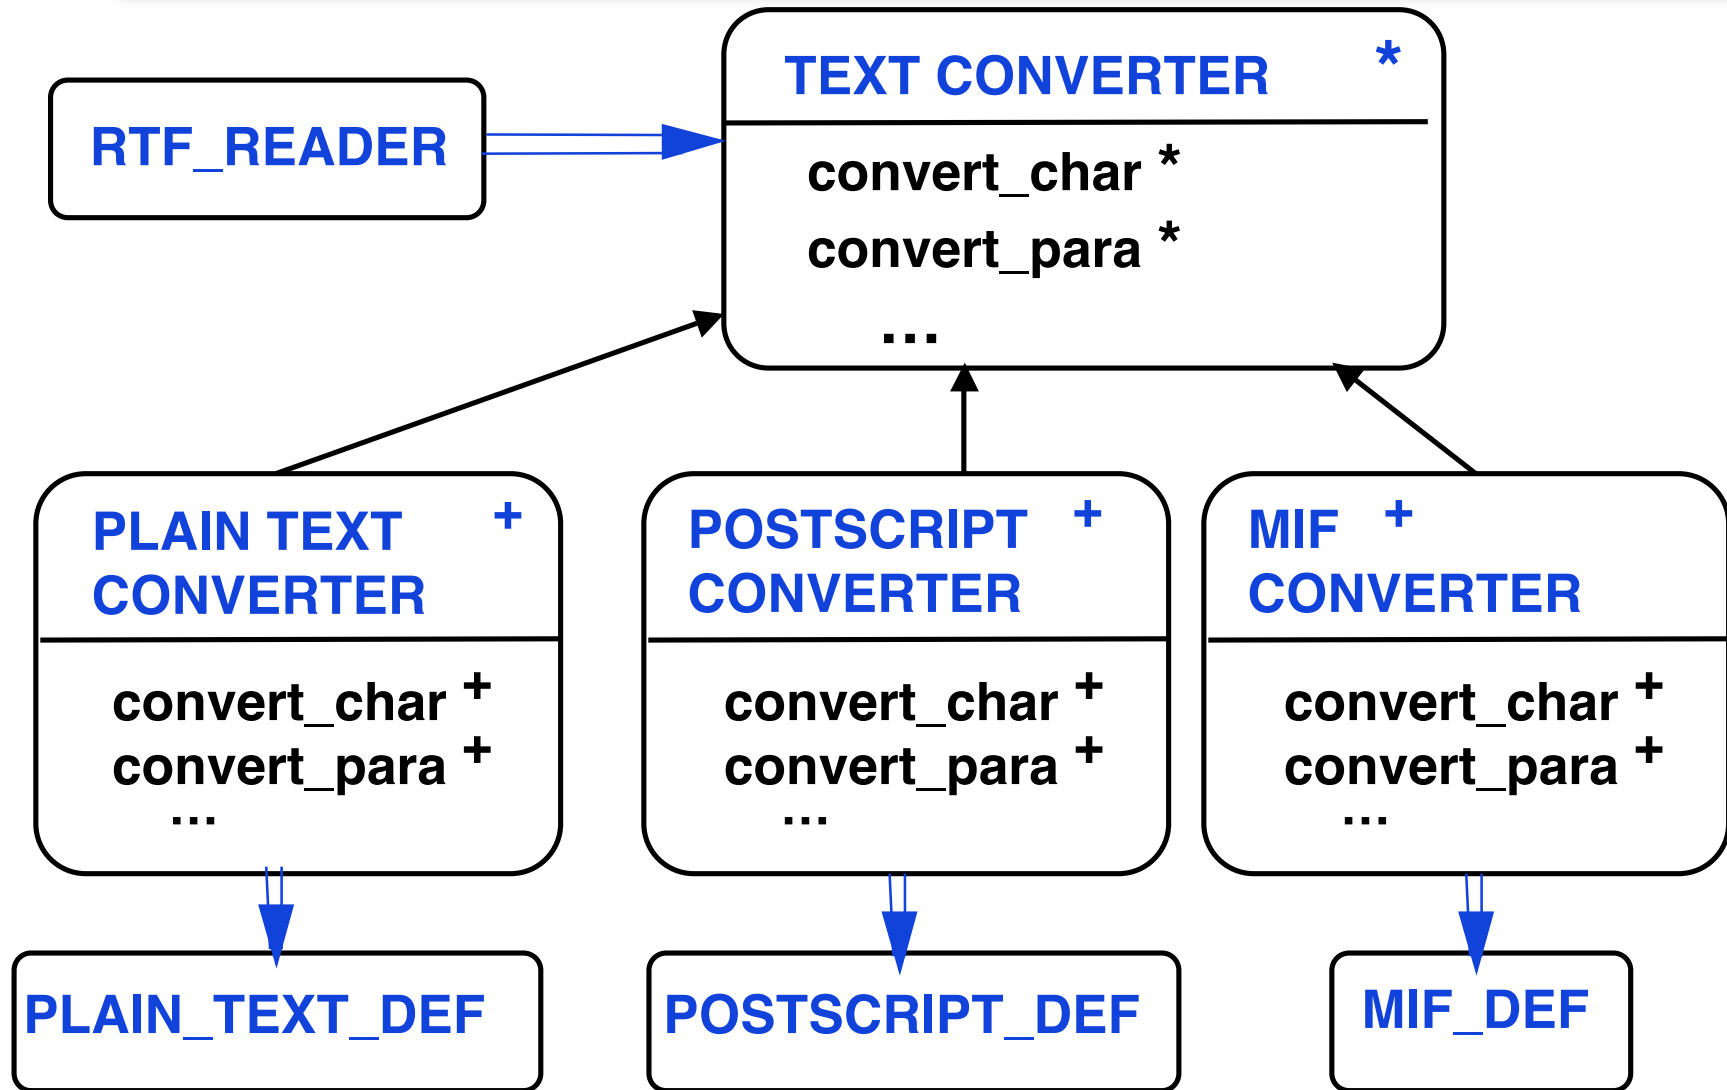 TEXT CONVERTER *
RTF_READER
convert_char *
convert_para *
...
PLAIN TEXT +
CONVERTER
convert_char +
convert_para +
...
POSTSCRIPT +
CONVERTER
convert_char +
convert_para +
...
MIF +
CONVERTER
convert_char +
convert_para +
...
PLAIN_TEXT_DEF
POSTSCRIPT_DEF
MIF_DEF